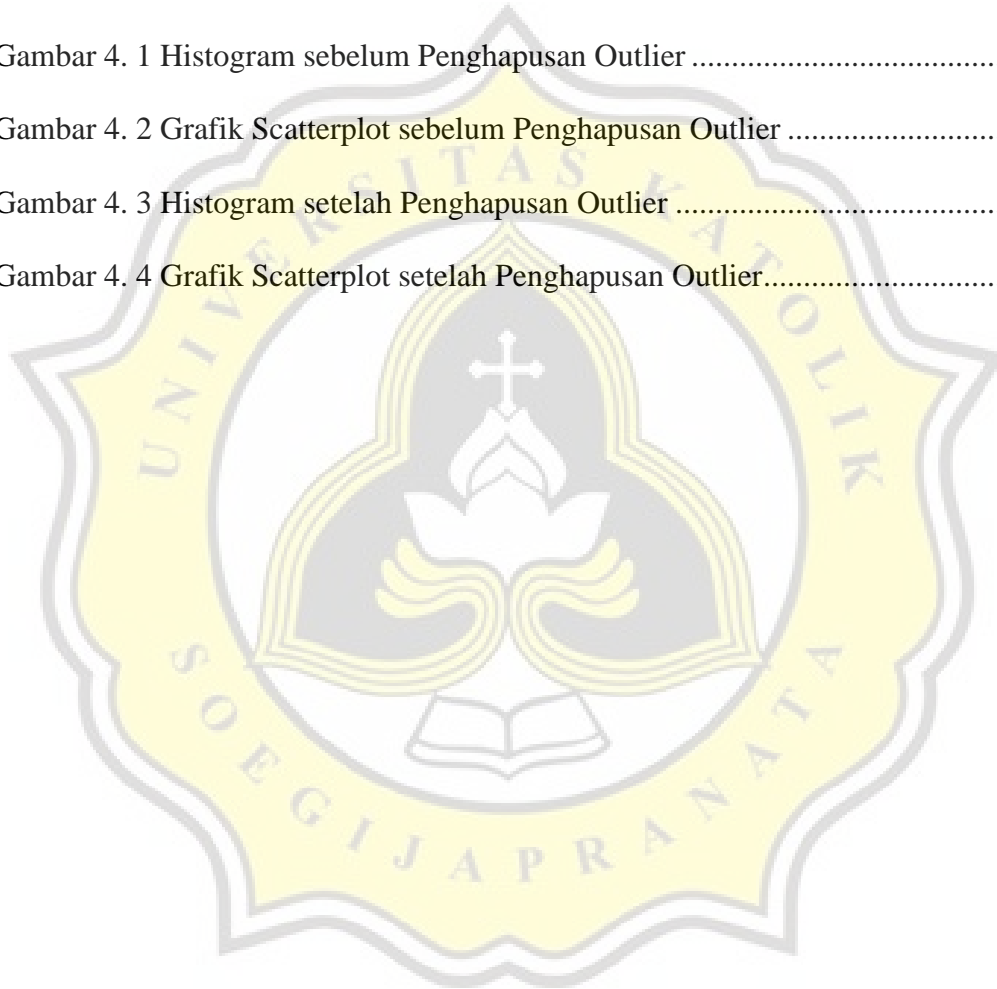 Gambar 4. 1 Histogram sebelum Penghapusan Outlier ......................................
Gambar 4. 2 Grafik Scatterplot sebelum Penghapusan Outlier ..........................
Gambar 4. 3 Histogram setelah Penghapusan Outlier ........................................
Gambar 4. 4 Grafik Scatterplot setelah Penghapusan Outlier.............................
UNIVERSITAS KATOLIK
SOEGIJAPRANATA